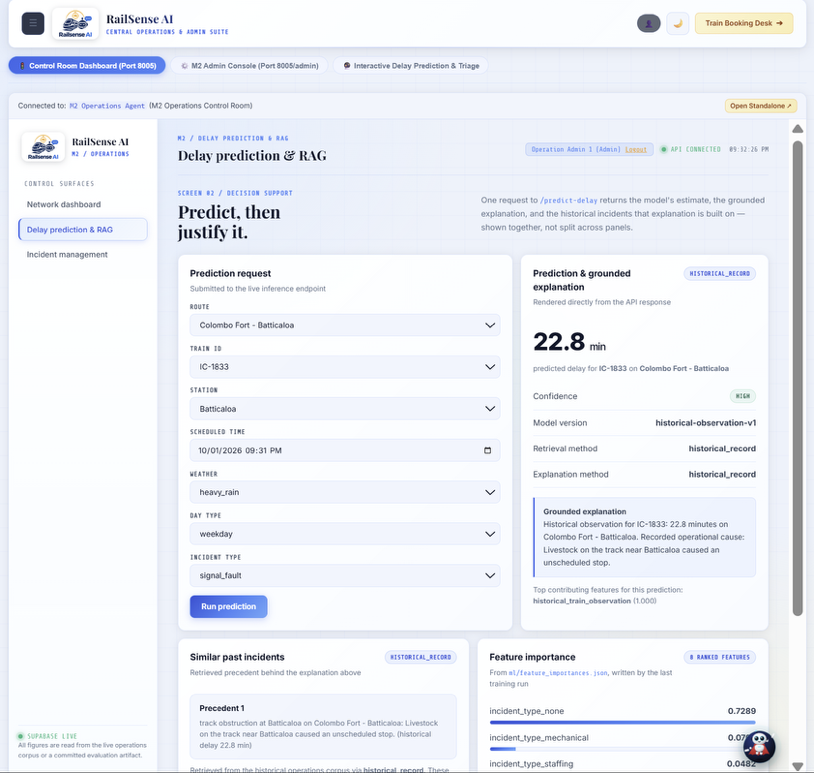 RailSense AI
CENTRAL OPERATIONS & ADMIN SUITE
Train Booking Desk →
Control Room Dashboard (Port 8005)
M2 Admin Console (Port 8005/admin)
Interactive Delay Prediction & Triage
Connected to: M2 Operations Agent (M2 Operations Control Room)
Open Standalone ↗
Railsense AI
RailSense AI
M2 / OPERATIONS
CONTROL SURFACES
Network dashboard
Delay prediction & RAG
Incident management
SUPABASE LIVE
All figures are read from the live operations
corpus or a committed evaluation artifact.
M2 / DELAY PREDICTION & RAG
Delay prediction & RAG
Operation Admin 1 (Admin) Logout
API CONNECTED
09:32:26 PM
SCREEN 02 / DECISION SUPPORT
Predict, then
justify it.
One request to /predict-delay returns the model's estimate, the grounded
explanation, and the historical incidents that explanation is built on —
shown together, not split across panels.
Prediction request
Submitted to the live inference endpoint
ROUTE
Colombo Fort - Batticaloa
TRAIN ID
IC-1833
STATION
Batticaloa
SCHEDULED TIME
10/01/2026 09:31 PM
WEATHER
heavy_rain
DAY TYPE
weekday
INCIDENT TYPE
signal_fault
Run prediction
Prediction & grounded
explanation
HISTORICAL_RECORD
Rendered directly from the API response
22.8 min
predicted delay for IC-1833 on Colombo Fort - Batticaloa
Confidence
HIGH
Model version
historical-observation-v1
Retrieval method
historical_record
Explanation method
historical_record
Grounded explanation
Historical observation for IC-1833: 22.8 minutes on
Colombo Fort - Batticaloa. Recorded operational cause:
Livestock on the track near Batticaloa caused an
unscheduled stop.
Top contributing features for this prediction:
historical_train_observation (1.000)
Similar past incidents
HISTORICAL_RECORD
Retrieved precedent behind the explanation above
Precedent 1
track obstruction at Batticaloa on Colombo Fort - Batticaloa: Livestock
on the track near Batticaloa caused an unscheduled stop. (historical
delay 22.8 min)
Retrieved from the historical operations corpus via historical_record. These
Feature importance
8 RANKED FEATURES
From ml/feature_importances.json, written by the last
training run
incident_type_none
0.7289
incident_type_mechanical
incident_type_staffing